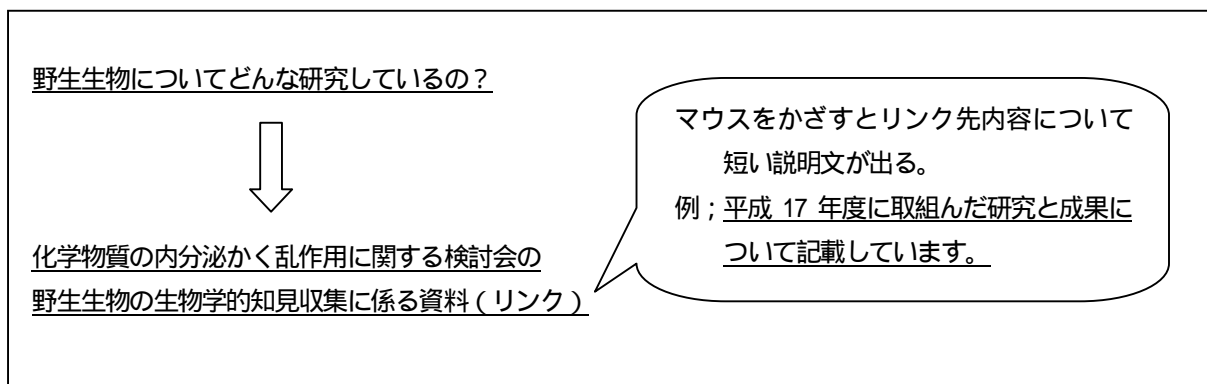 野生生物についてどんな研究しているの？
マウスをかざすとリンク先内容について
短い説明文が出る。
例；平成 17 年度に取組んだ研究と成果に
ついて記載しています。
化学物質の内分泌かく乱作用に関する検討会の
野生生物の生物学的知見収集に係る資料（リンク）